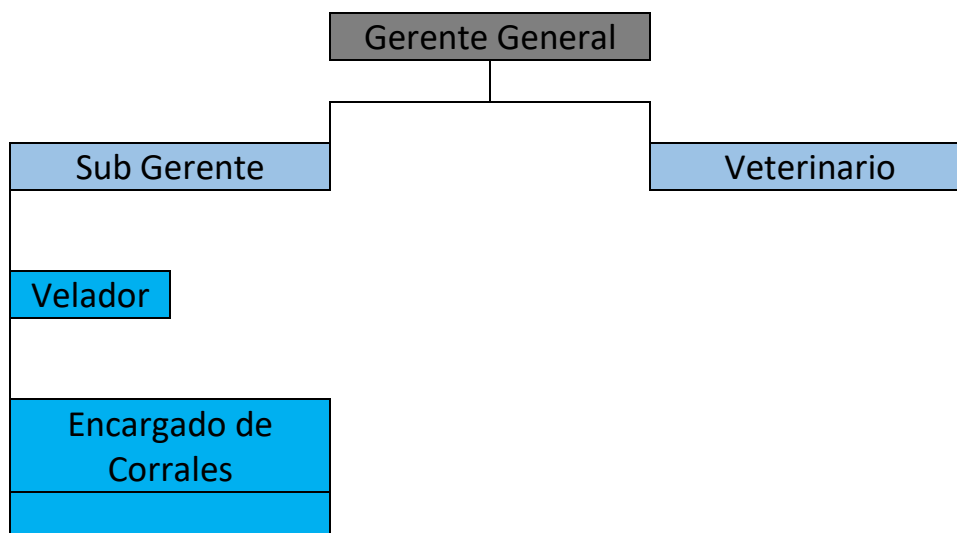 Gerente General
Sub Gerente
Veterinario
Velador
Encargado de
Corrales